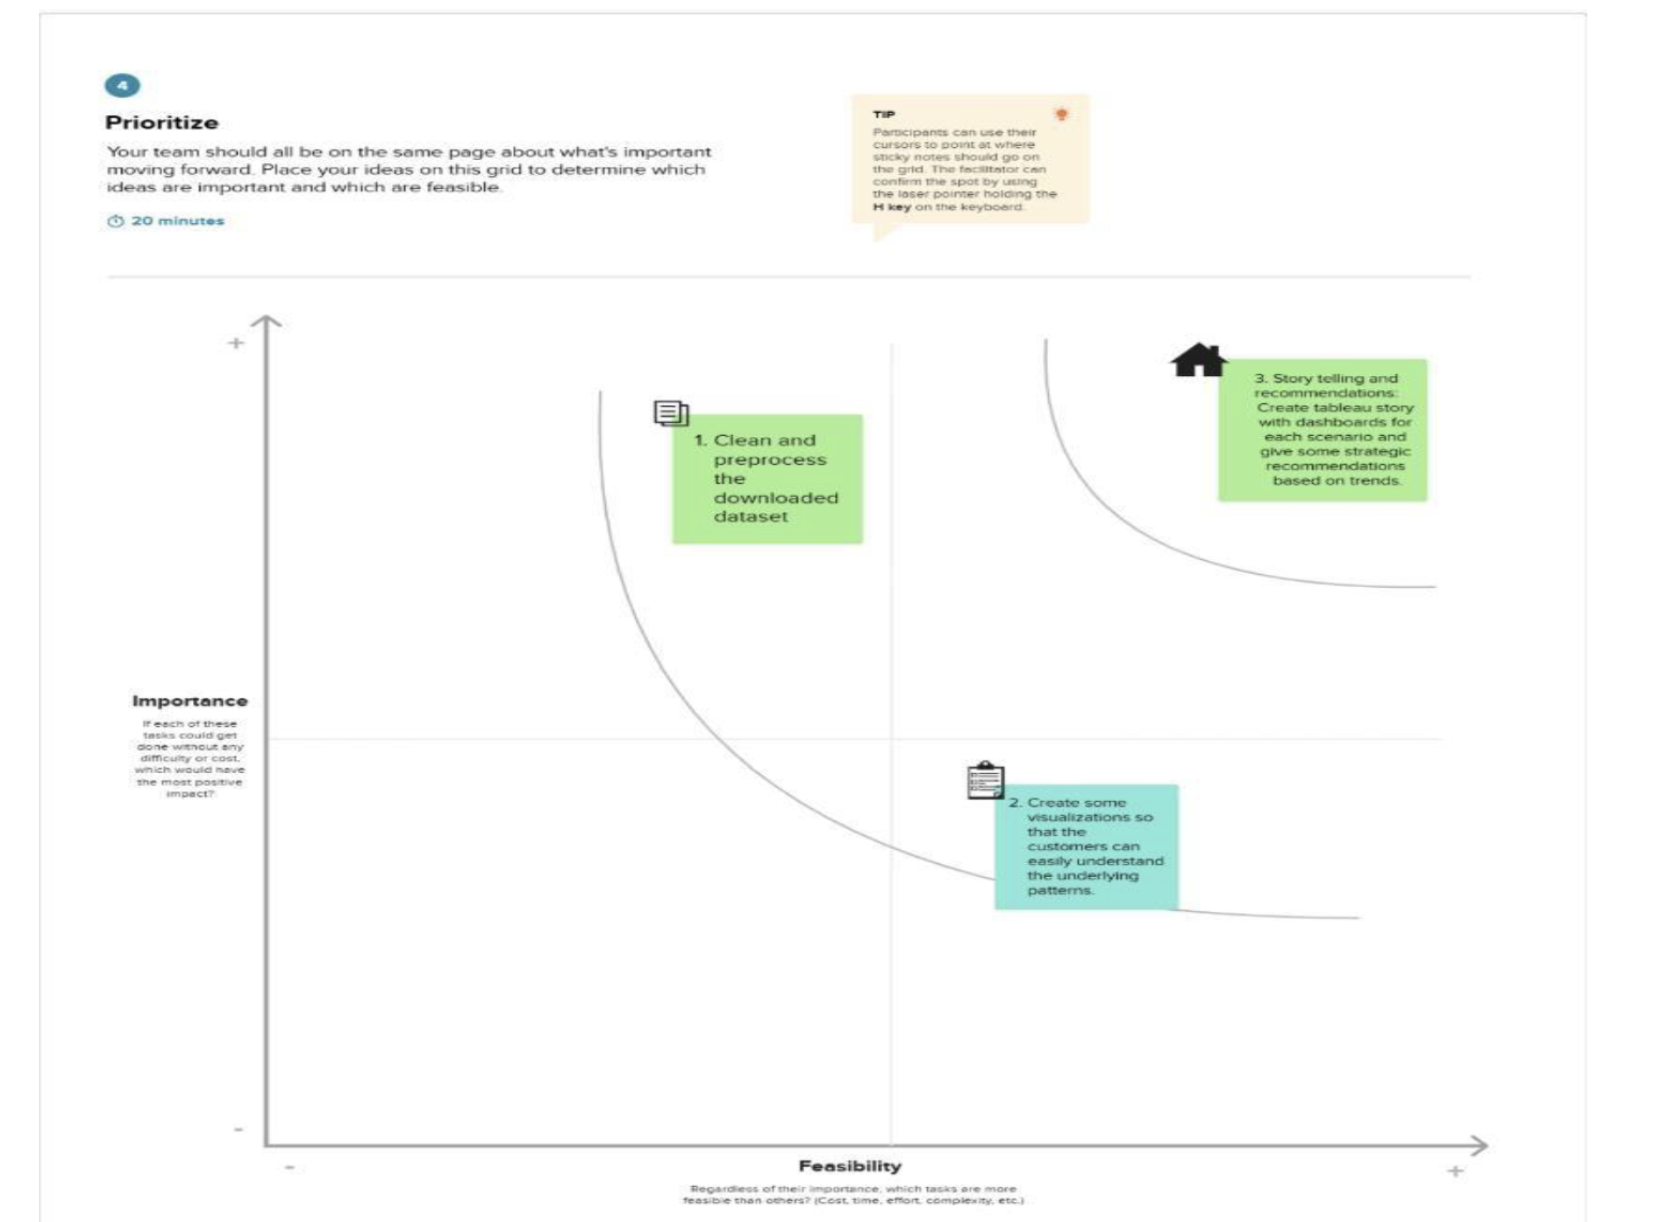 4
Prioritize
Your team should all be on the same page about what's important
moving forward. Place your ideas on this grid to determine which
ideas are important and which are feasible.
20 minutes
TIP
Participants can use their
cursors to point at where
sticky notes should go on
the grid. The facilitator can
confirm the spot by using
the laser pointer holding the
H key on the keyboard.
+
1. Clean and
preprocess
the
downloaded
dataset
3. Story telling and
recommendations:
Create tableau story
with dashboards for
each scenario and
give some strategic
recommendations
based on trends.
Importance
If each of these
tasks could get
done without any
difficulty or cost,
which would have
the most positive
impact?
2. Create some
visualizations so
that the
customers can
easily understand
the underlying
patterns.
-
-
Feasibility
+
Regardless of their importance, which tasks are more
feasible than others? (Cost, time, effort, complexity, etc.)